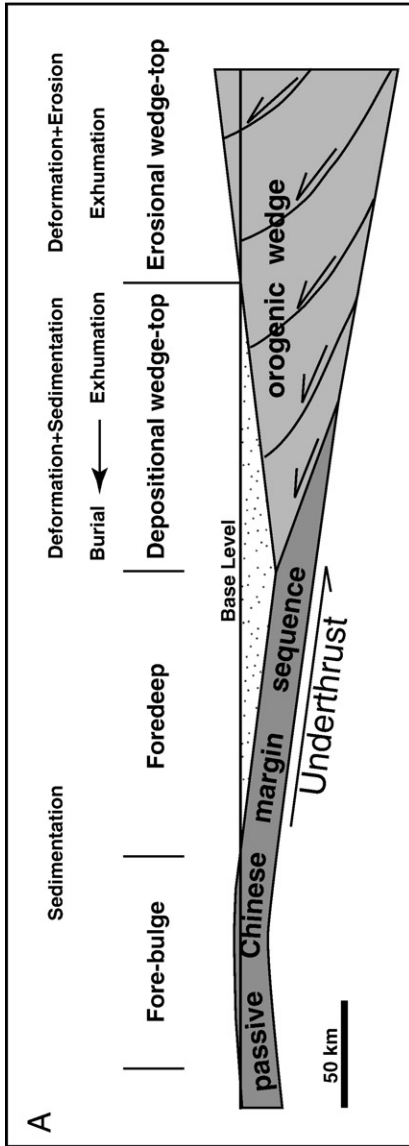 A
Sedimentation
Deformation+Sedimentation
Deformation+Erosion
Burial
Exhumation
Exhumation
Fore-bulge
Foredeep
Depositional wedge-top
Erosional wedge-top
Base Level
passive Chinese margin sequence
orogenic wedge
Underthrust
50 km